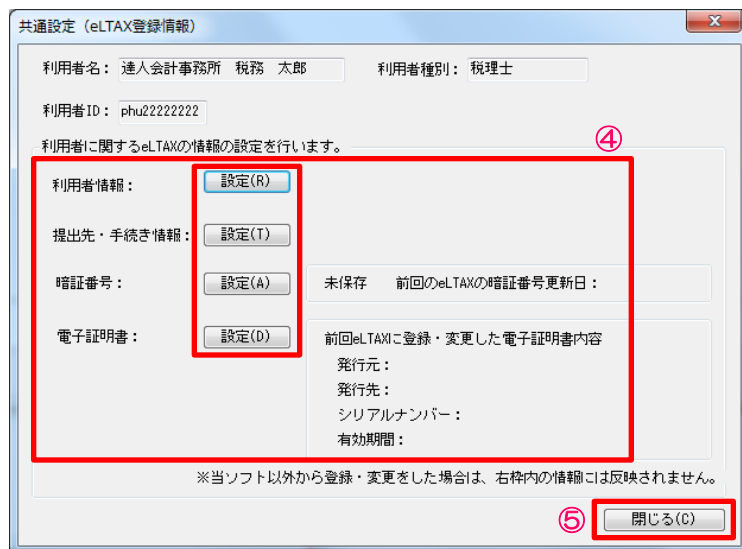 共通設定（eLTAX登録情報）
利用者名： 達人会計事務所　税務　太郎　利用者種別： 税理士
利用者ID： phu22222222
利用者に関するeLTAXの情報の設定を行います。
④
利用者情報： 設定(R)
提出先・手続き情報： 設定(T)
暗証番号： 設定(A) 未保存　前回のeLTAXの暗証番号更新日：
電子証明書： 設定(D) 前回eLTAXに登録・変更した電子証明書内容
発行元：
発行先：
シリアルナンバー：
有効期間：
※当ソフト以外から登録・変更をした場合は、右枠内の情報には反映されません。
⑤ 閉じる(C)